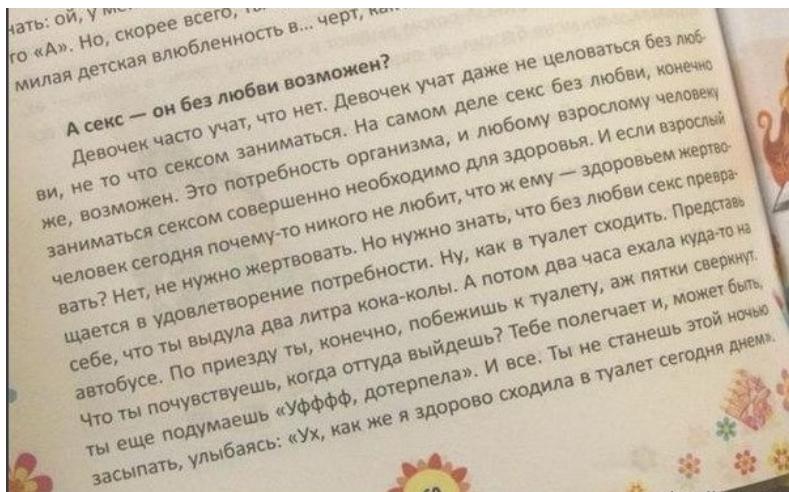 нать: ой, у
го «А». Но, скорее всего,
милая детская влюбленность в... черт,
А секс — он без любви возможен?
Девочек часто учат, что нет. Девочек учат даже не целоваться без люб-
ви, не то что сексом заниматься. На самом деле секс без любви, конечно
же, возможен. Это потребность организма, и любому взрослому человеку
заниматься сексом совершенно необходимо для здоровья. И если взрослый
человек сегодня почему-то никого не любит, что ж ему — здоровьем жертво-
вать? Нет, не нужно жертвовать. Но нужно знать, что без любви секс превра-
щается в удовлетворение потребности. Ну, как в туалет сходить. Представь
себе, что ты выдула два литра кока-колы. А потом два часа ехала куда-то на
автобусе. По приезду ты, конечно, побежишь к туалету, аж пятки сверкнут.
Что ты почувствуешь, когда оттуда выйдешь? Тебе полегчает и, может быть,
ты еще подумаешь «Уфффф, дотерпела». И все. Ты не станешь этой ночью
засыпать, улыбаясь: «Ух, как же я здорово сходила в туалет сегодня днем».